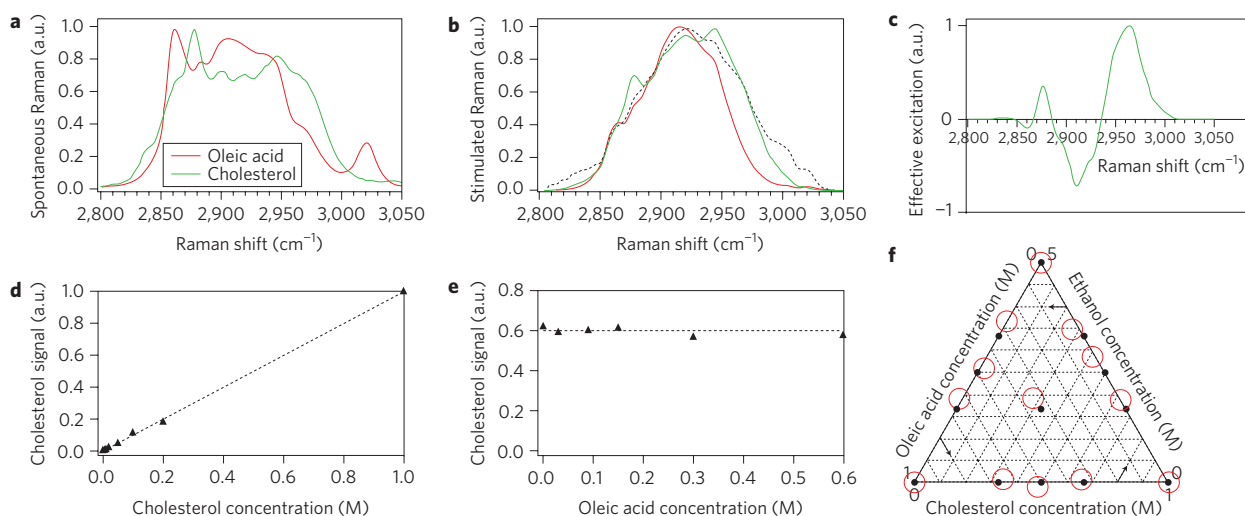 a
Spontaneous Raman (a.u.)
1.0
0.8
0.6
0.4
0.2
0.0
Oleic acid
Cholesterol
2,800 2,850 2,900 2,950 3,000 3,050
Raman shift (cm⁻¹)
b
Stimulated Raman (a.u.)
1.0
0.8
0.6
0.4
0.2
0.0
2,800 2,850 2,900 2,950 3,000 3,050
Raman shift (cm⁻¹)
c
Effective excitation (a.u.)
1
0
−1
2,800 2,850 2,900 2,950 3,000 3,050
Raman shift (cm⁻¹)
d
Cholesterol signal (a.u.)
1.0
0.8
0.6
0.4
0.2
0.0
0.0 0.2 0.4 0.6 0.8 1.0
Cholesterol concentration (M)
e
Cholesterol signal (a.u.)
0.8
0.6
0.4
0.2
0.0
0.0 0.1 0.2 0.3 0.4 0.5 0.6
Oleic acid concentration (M)
f
0 5
Oleic acid concentration (M)
Ethanol concentration (M)
1 0
0 1
Cholesterol concentration (M)